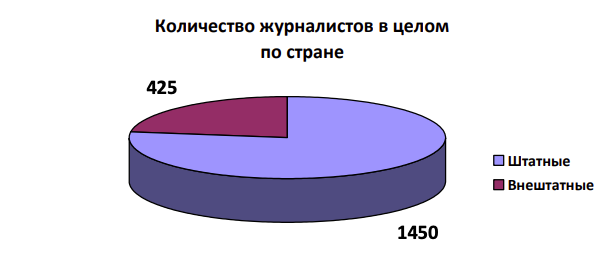 Количество журналистов в целом
по стране
425
Штатные
Внештатные
1450